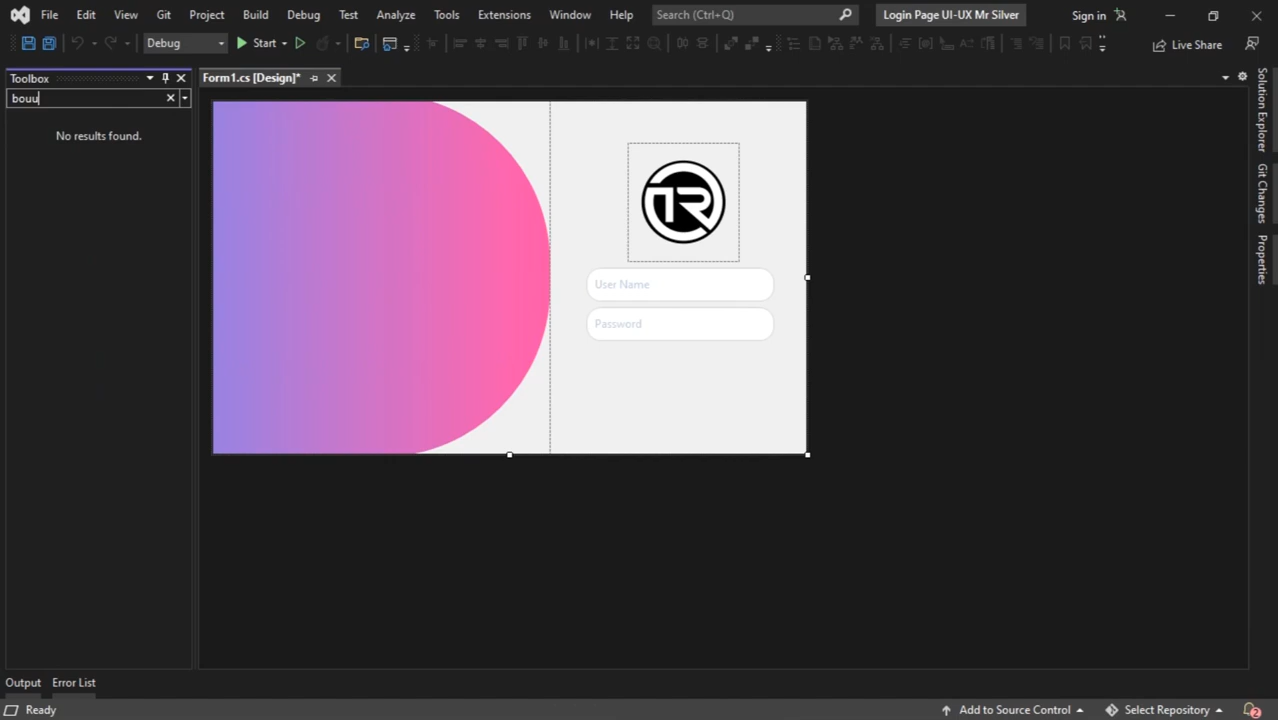 File Edit View Git Project Build Debug Test Analyze Tools Extensions Window Help Search (Ctrl+Q) Login Page UI-UX Mr Silver Sign in
Debug Start Live Share
Toolbox
Form1.cs [Design]*
bouu
No results found.
TR
User Name
Password
Solution Explorer
Git Changes
Properties
Output Error List
Ready Add to Source Control Select Repository 2